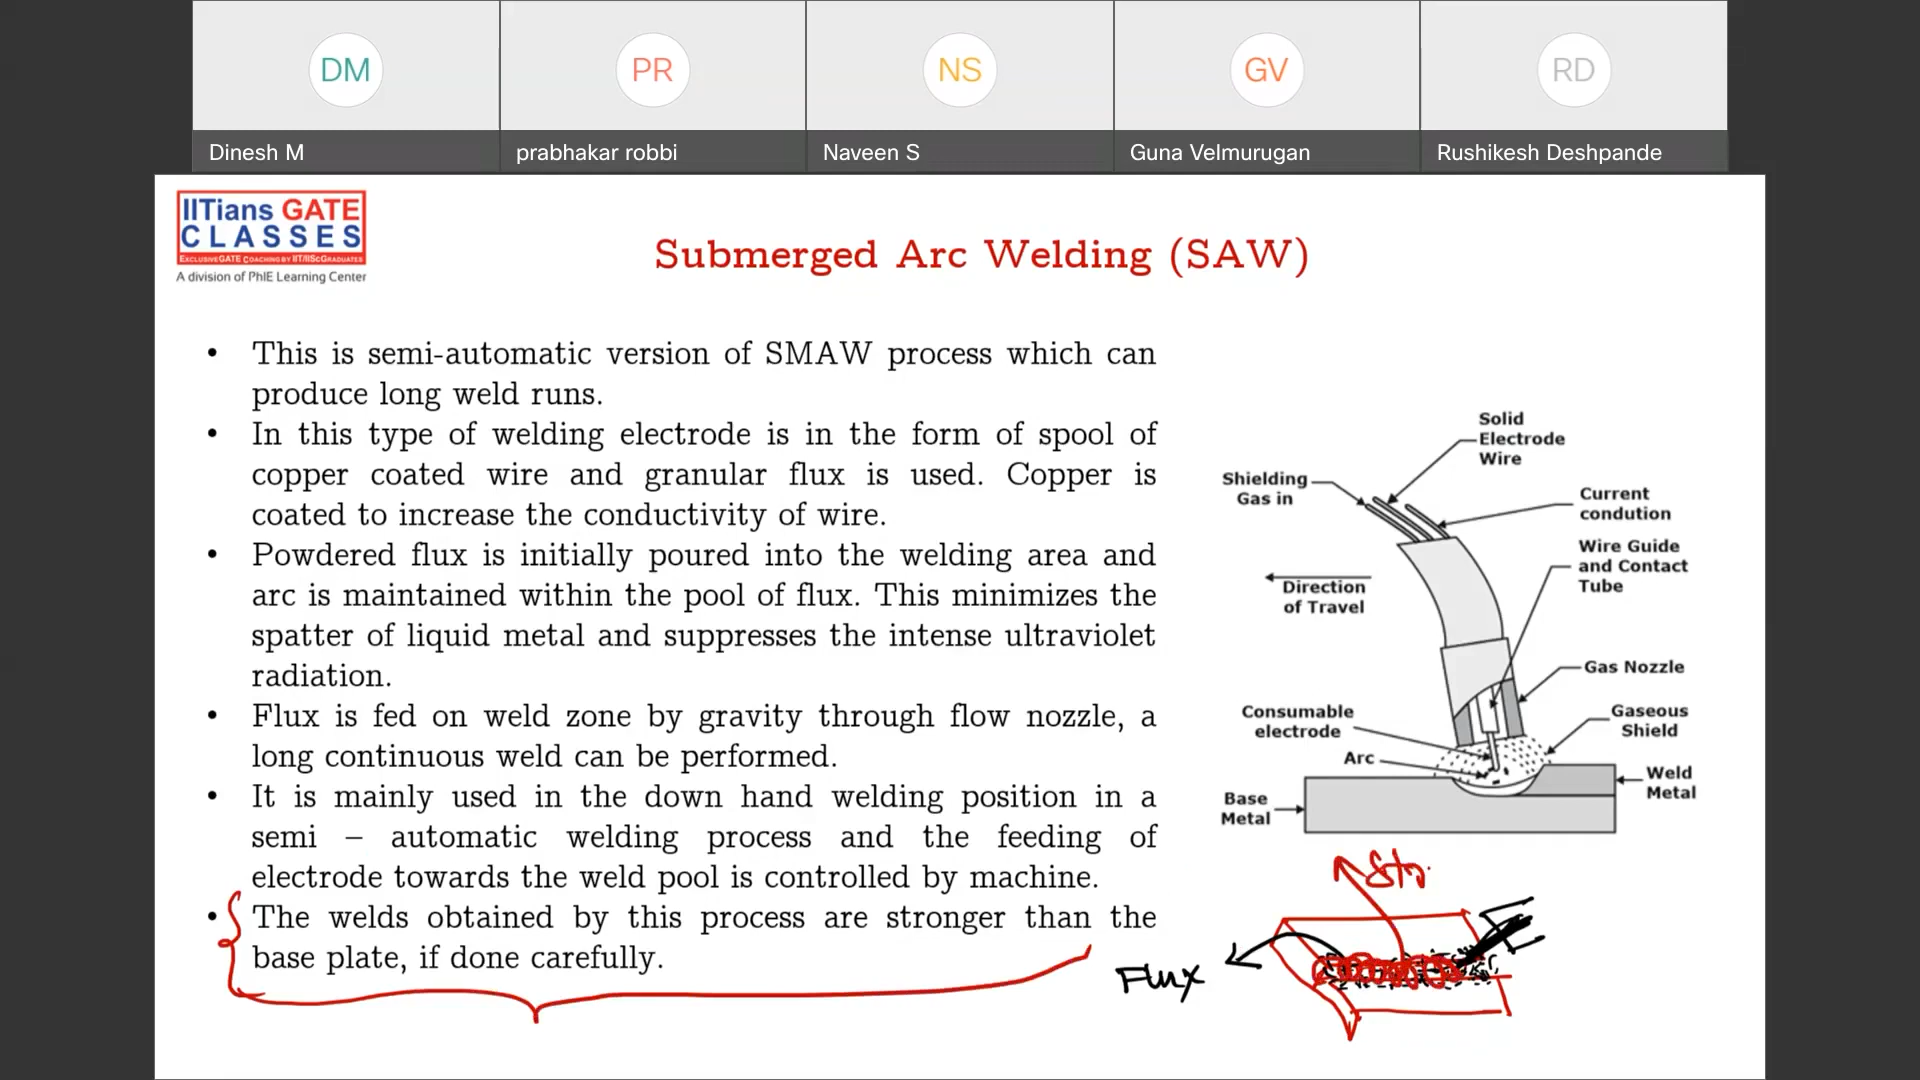 DM
PR
NS
GV
RD
Dinesh M
prabhakar robbi
Naveen S
Guna Velmurugan
Rushikesh Deshpande
IITians GATE
CLASSES
EXCLUSIVE GATE COACHING BY IIT/IISc GRADUATES
A division of PhIE Learning Center
Submerged Arc Welding (SAW)
• This is semi-automatic version of SMAW process which can
produce long weld runs.
• In this type of welding electrode is in the form of spool of
copper coated wire and granular flux is used. Copper is
coated to increase the conductivity of wire.
• Powdered flux is initially poured into the welding area and
arc is maintained within the pool of flux. This minimizes the
spatter of liquid metal and suppresses the intense ultraviolet
radiation.
• Flux is fed on weld zone by gravity through flow nozzle, a
long continuous weld can be performed.
• It is mainly used in the down hand welding position in a
semi – automatic welding process and the feeding of
electrode towards the weld pool is controlled by machine.
• The welds obtained by this process are stronger than the
base plate, if done carefully.
Solid
Electrode
Wire
Shielding
Gas in
Current
condution
Wire Guide
and Contact
Tube
Direction
of Travel
Gas Nozzle
Consumable
electrode
Gaseous
Shield
Arc
Weld
Metal
Base
Metal
Flux